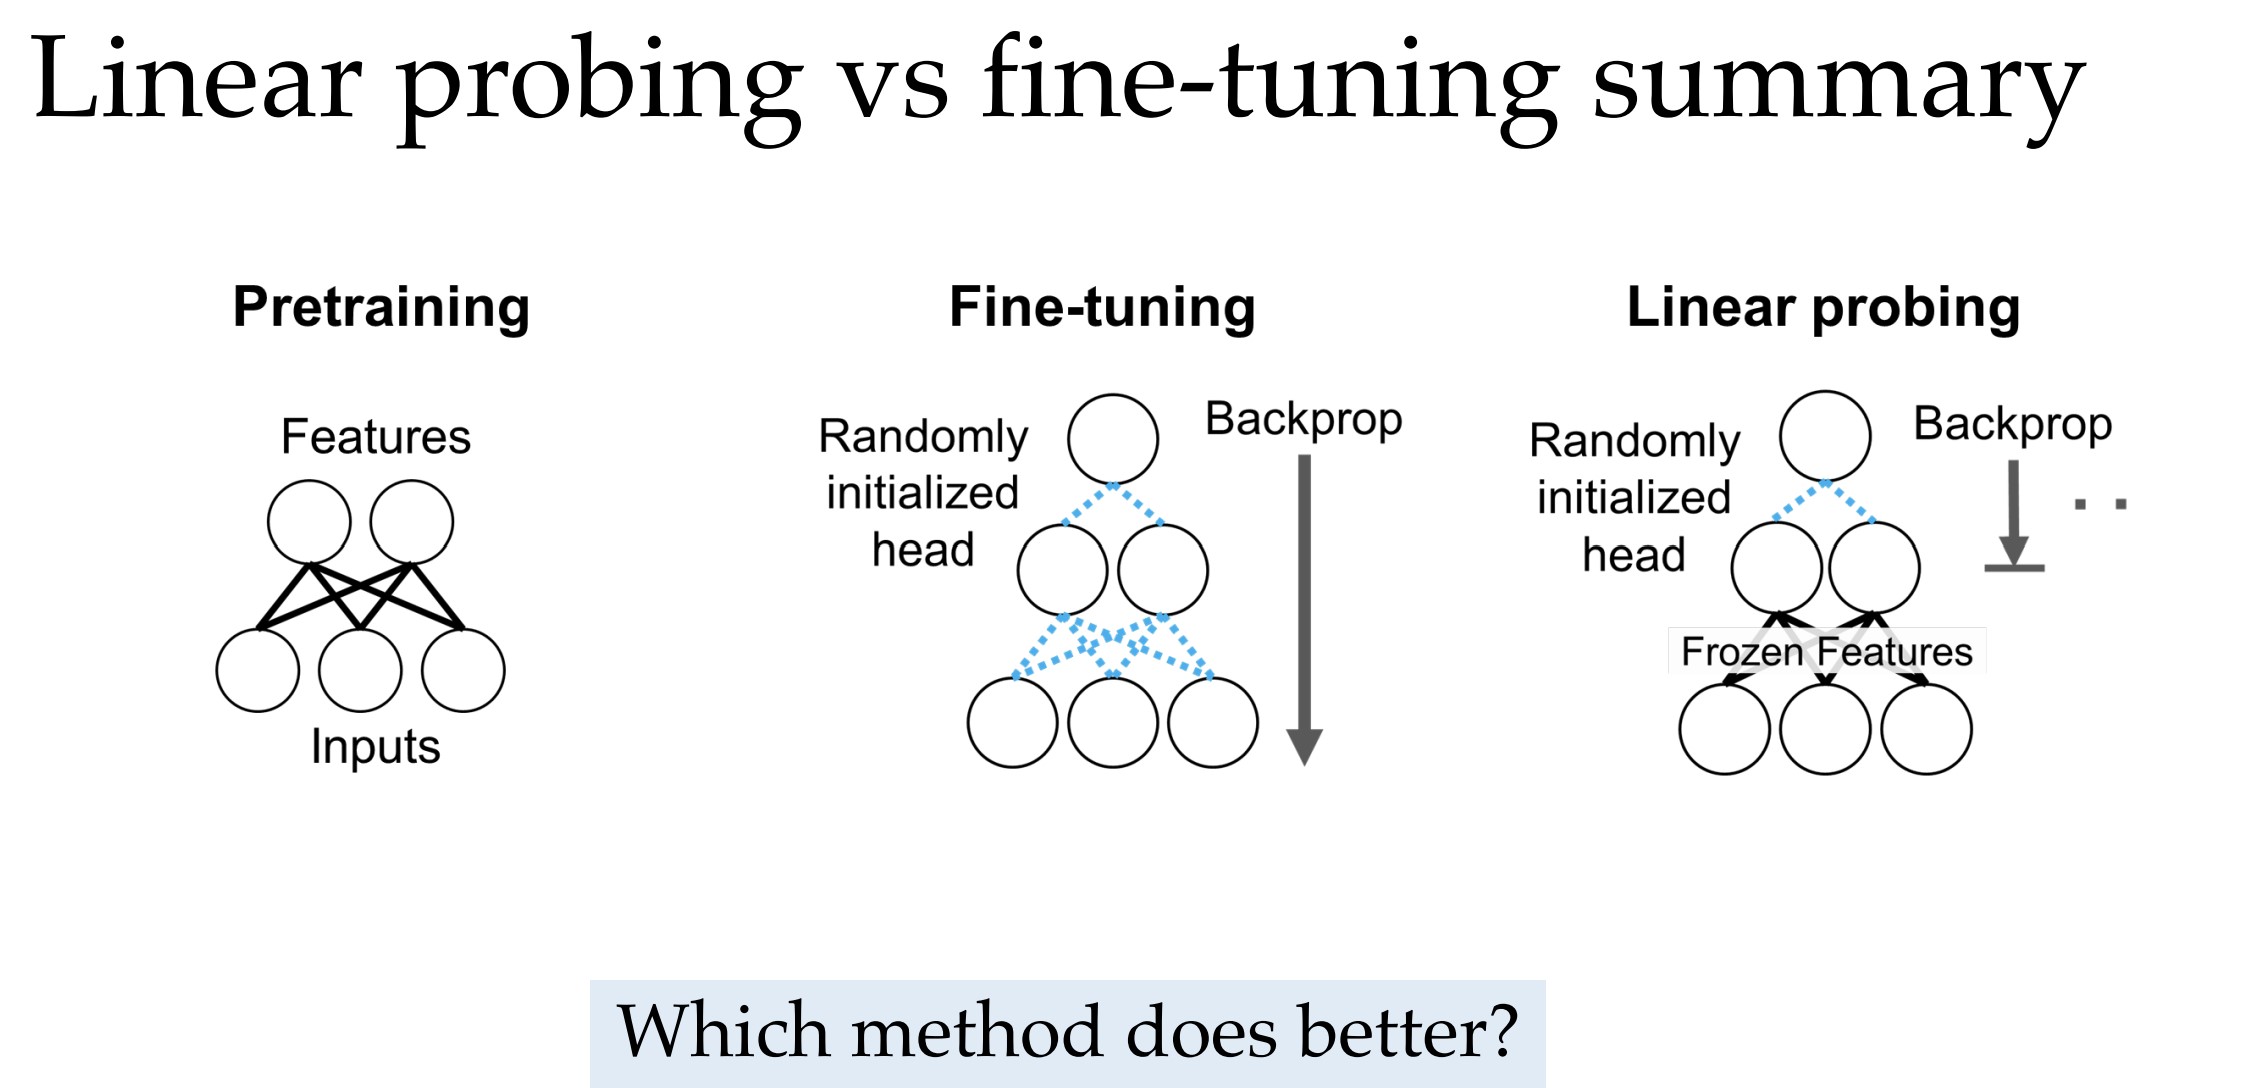 Linear probing vs fine-tuning summary
Pretraining
Features
Inputs
Fine-tuning
Randomly
initialized
head
Backprop
Linear probing
Randomly
initialized
head
Backprop
Frozen Features
Which method does better?